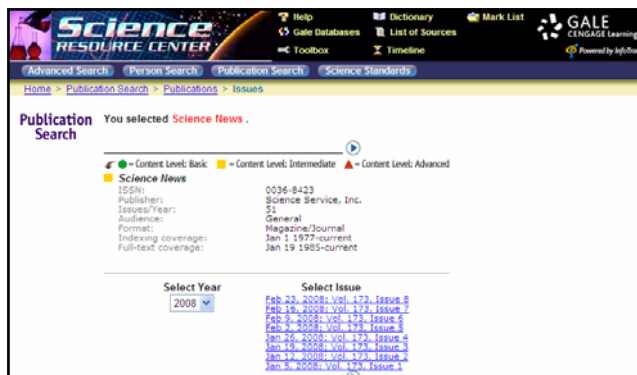 Science
RESOURCE CENTER
Help
Dictionary
Mark List
Gale Databases
List of Sources
Toolbox
Timeline
GALE
CENGAGE Learning
Powered by InfoTrac
Advanced Search Person Search Publication Search Science Standards
Home > Publication Search > Publications > Issues
Publication Search
You selected Science News .
= Content Level: Basic = Content Level: Intermediate = Content Level: Advanced
Science News
ISSN: 0036-8423
Publisher: Science Service, Inc.
Issues/Year: 51
Audience: General
Format: Magazine/Journal
Indexing coverage: Jan 1 1977-current
Full-text coverage: Jan 19 1985-current
Select Year Select Issue
2008
Feb 23, 2008; Vol. 173, Issue 8
Feb 16, 2008; Vol. 173, Issue 7
Feb 9, 2008; Vol. 173, Issue 6
Feb 2, 2008; Vol. 173, Issue 5
Jan 26, 2008; Vol. 173, Issue 4
Jan 19, 2008; Vol. 173, Issue 3
Jan 12, 2008; Vol. 173, Issue 2
Jan 5, 2008; Vol. 173, Issue 1